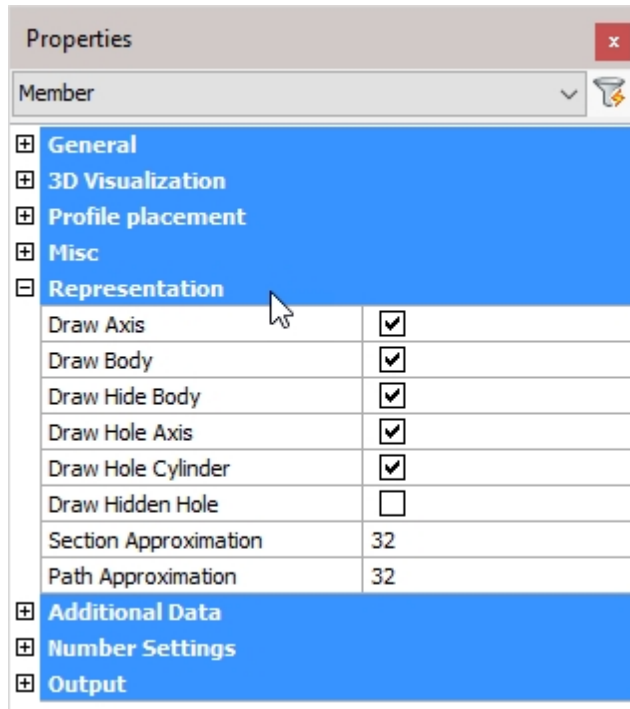 Properties
x
Member
General
3D Visualization
Profile placement
Misc
Representation
Draw Axis
Draw Body
Draw Hide Body
Draw Hole Axis
Draw Hole Cylinder
Draw Hidden Hole
Section Approximation 32
Path Approximation 32
Additional Data
Number Settings
Output